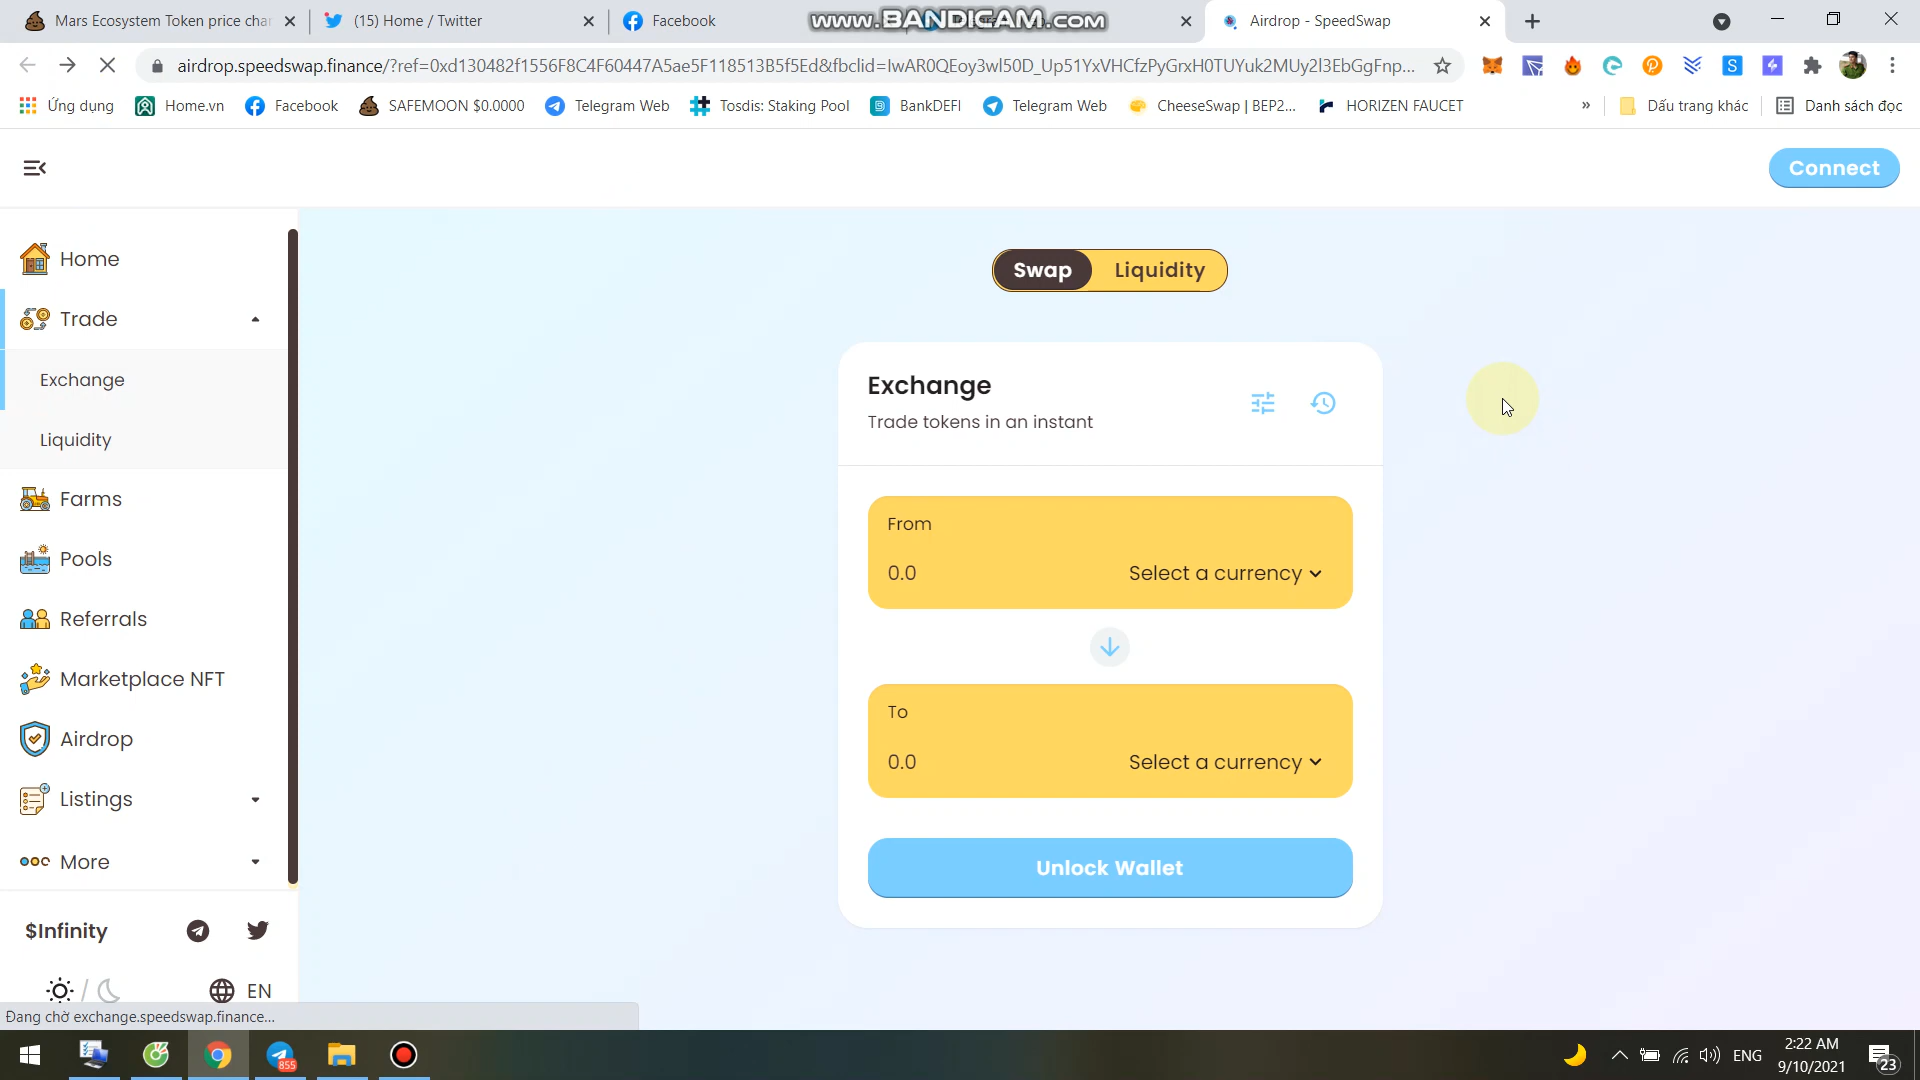 Mars Ecosystem Token price cha
(15) Home / Twitter
Facebook
www.BANDICAM.com
Airdrop - SpeedSwap
airdrop.speedswap.finance/?ref=0xd130482f1556F8C4F60447A5ae5F118513B5f5Ed&fbclid=IwAR0QEoy3wl50D_Up51YxVHCfzPyGrxH0TUYuk2MUy2l3EbGgFnp...
Ứng dụng
Home.vn
Facebook
SAFEMOON $0.0000
Telegram Web
Tosdis: Staking Pool
BankDEFI
Telegram Web
CheeseSwap | BEP2...
HORIZEN FAUCET
»
Dấu trang khác
Danh sách đọc
Connect
Home
Trade
Exchange
Liquidity
Farms
Pools
Referrals
Marketplace NFT
Airdrop
Listings
More
$Infinity
/
EN
Swap
Liquidity
Exchange
Trade tokens in an instant
From
0.0
Select a currency
To
0.0
Select a currency
Unlock Wallet
Đang chờ exchange.speedswap.finance...
855
ENG
2:22 AM
9/10/2021
23